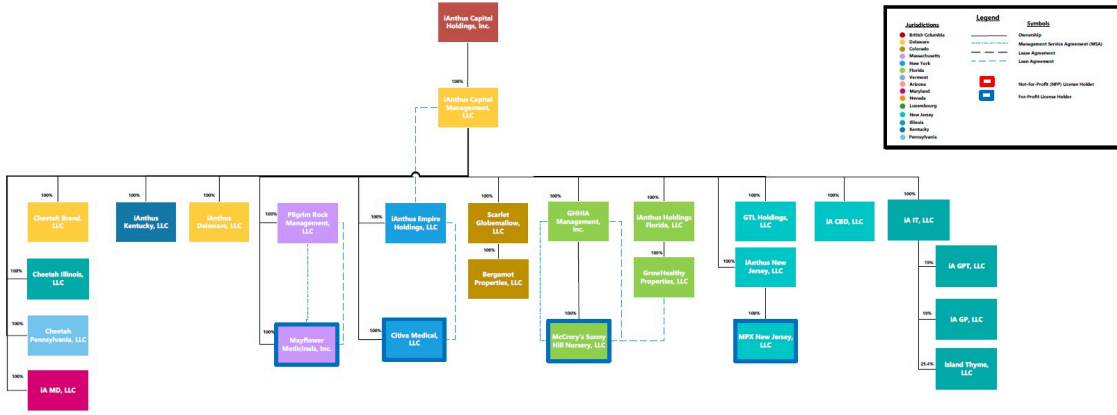 iAnthus Capital
Holdings, Inc.
100%
iAnthus Capital
Management,
LLC
Legend
Jurisdictions
British Columbia
Delaware
Colorado
Massachusetts
New York
Florida
Vermont
Arizona
Maryland
Nevada
Luxembourg
New Jersey
Illinois
Kentucky
Pennsylvania
Symbols
Ownership
Management Service Agreement (MSA)
Lease Agreement
Loan Agreement
Not-for-Profit (NFP) License Holder
For-Profit License Holder
100%
100%
100%
100%
100%
100%
100%
100%
100%
100%
100%
Cheetah Brand,
LLC
iAnthus
Kentucky, LLC
iAnthus
Delaware, LLC
Pilgrim Rock
Management,
LLC
iAnthus Empire
Holdings, LLC
Scarlet
Globemallow,
LLC
GHHIA
Management,
Inc.
iAnthus Holdings
Florida, LLC
GTL Holdings,
LLC
iA CBD, LLC
iA IT, LLC
100%
Cheetah Illinois,
LLC
100%
Bergamot
Properties, LLC
100%
GrowHealthy
Properties, LLC
100%
iAnthus New
Jersey, LLC
19%
iA GPT, LLC
100%
Cheetah
Pennsylvania, LLC
100%
Mayflower
Medicinals, Inc.
100%
Citiva Medical,
LLC
100%
McCrory's Sunny
Hill Nursery, LLC
100%
MPX New Jersey,
LLC
19%
iA GP, LLC
100%
iA MD, LLC
25.4%
Island Thyme,
LLC